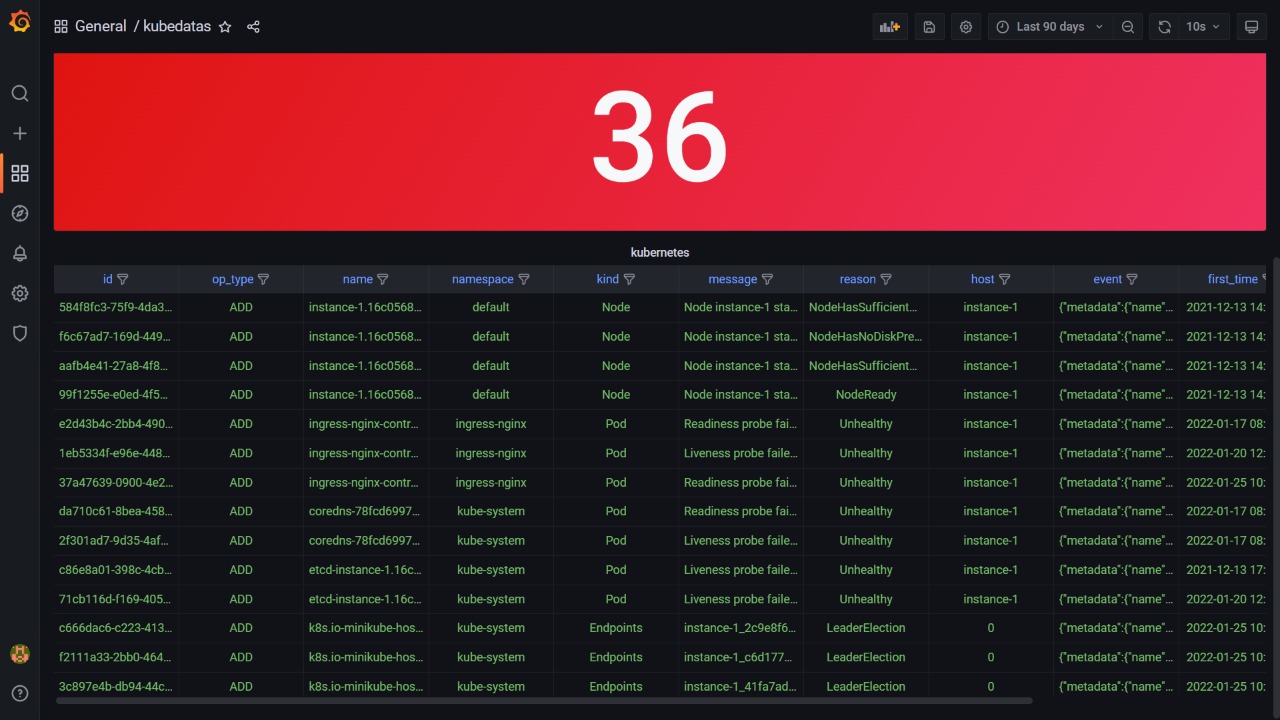 General / kubedatas
Last 90 days
10s
36
kubernetes
id op_type name namespace kind message reason host event first_time
584f8fc3-75f9-4da3... ADD instance-1.16c0568... default Node Node instance-1 sta... NodeHasSufficient... instance-1 {"metadata":{"name"... 2021-12-13 14:
f6c67ad7-169d-449... ADD instance-1.16c0568... default Node Node instance-1 sta... NodeHasNoDiskPre... instance-1 {"metadata":{"name"... 2021-12-13 14:
aafb4e41-27a8-4f8... ADD instance-1.16c0568... default Node Node instance-1 sta... NodeHasSufficient... instance-1 {"metadata":{"name"... 2021-12-13 14:
99f1255e-e0ed-4f5... ADD instance-1.16c0568... default Node Node instance-1 sta... NodeReady instance-1 {"metadata":{"name"... 2021-12-13 14:
e2d43b4c-2bb4-490... ADD ingress-nginx-contr... ingress-nginx Pod Readiness probe fai... Unhealthy instance-1 {"metadata":{"name"... 2022-01-17 08:
1eb5334f-e96e-448... ADD ingress-nginx-contr... ingress-nginx Pod Liveness probe faile... Unhealthy instance-1 {"metadata":{"name"... 2022-01-20 12:
37a47639-0900-4e2... ADD ingress-nginx-contr... ingress-nginx Pod Readiness probe fai... Unhealthy instance-1 {"metadata":{"name"... 2022-01-25 10:
da710c61-8bea-458... ADD coredns-78fcd6997... kube-system Pod Readiness probe fai... Unhealthy instance-1 {"metadata":{"name"... 2022-01-17 08:
2f301ad7-9d35-4af... ADD coredns-78fcd6997... kube-system Pod Liveness probe faile... Unhealthy instance-1 {"metadata":{"name"... 2022-01-17 08:
c86e8a01-398c-4cb... ADD etcd-instance-1.16c... kube-system Pod Liveness probe faile... Unhealthy instance-1 {"metadata":{"name"... 2021-12-13 17:
71cb116d-f169-405... ADD etcd-instance-1.16c... kube-system Pod Liveness probe faile... Unhealthy instance-1 {"metadata":{"name"... 2022-01-20 12:
c666dac6-c223-413... ADD k8s.io-minikube-hos... kube-system Endpoints instance-1_2c9e8f6... LeaderElection 0 {"metadata":{"name"... 2022-01-25 10:
f2111a33-2bb0-464... ADD k8s.io-minikube-hos... kube-system Endpoints instance-1_c6d177... LeaderElection 0 {"metadata":{"name"... 2022-01-25 10:
3c897e4b-db94-44c... ADD k8s.io-minikube-hos... kube-system Endpoints instance-1_41fa7ad... LeaderElection 0 {"metadata":{"name"... 2022-01-25 10: